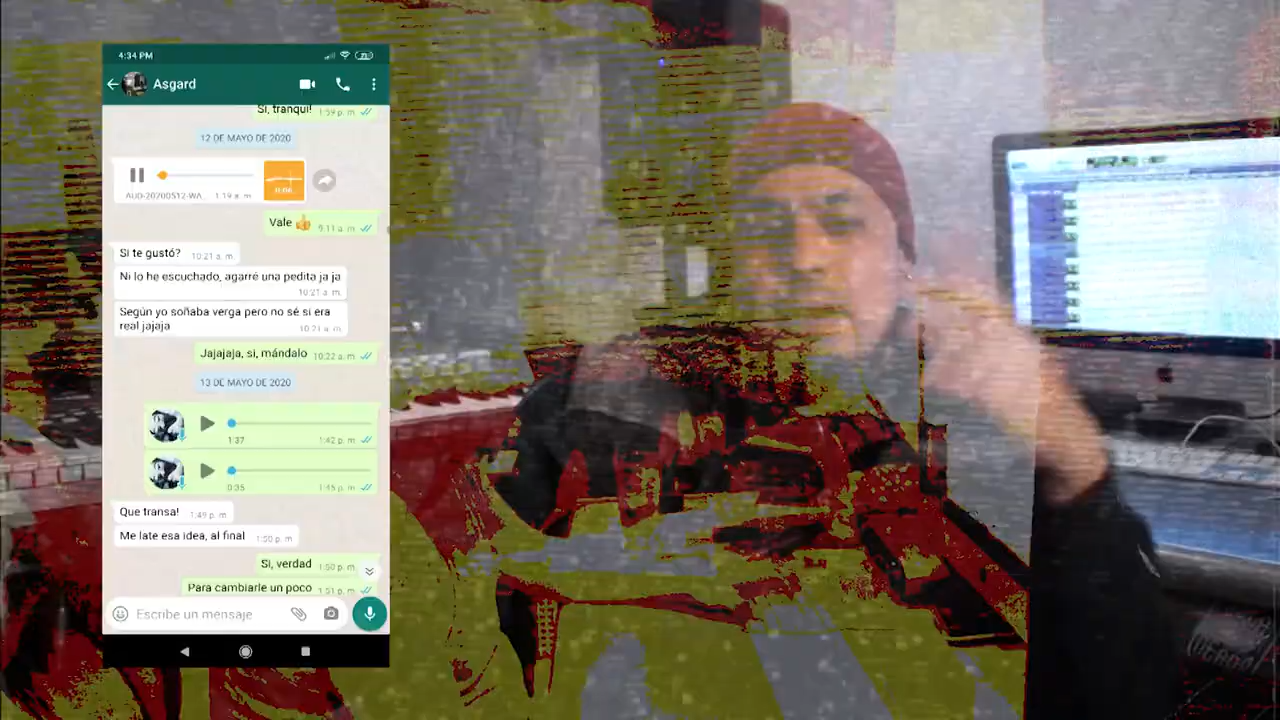 4:34 PM
Asgard
Si, tranqui! 1:59 p. m.
12 DE MAYO DE 2020
AUD-20200512-WA... 1:19 a. m.
Vale 👍 9:11 a. m.
Si te gustó? 10:21 a. m.
Ni lo he escuchado, agarré una pedita ja ja
10:21 a. m.
Según yo soñaba verga pero no sé si era
real jajaja 10:21 a. m.
Jajajaja, si, mándalo 10:22 a. m.
13 DE MAYO DE 2020
1:37 1:42 p. m.
0:35 1:45 p. m.
Que transa! 1:49 p. m.
Me late esa idea, al final 1:50 p. m.
Si, verdad 1:50 p. m.
Para cambiarle un poco 1:51 p. m.
Escribe un mensaje